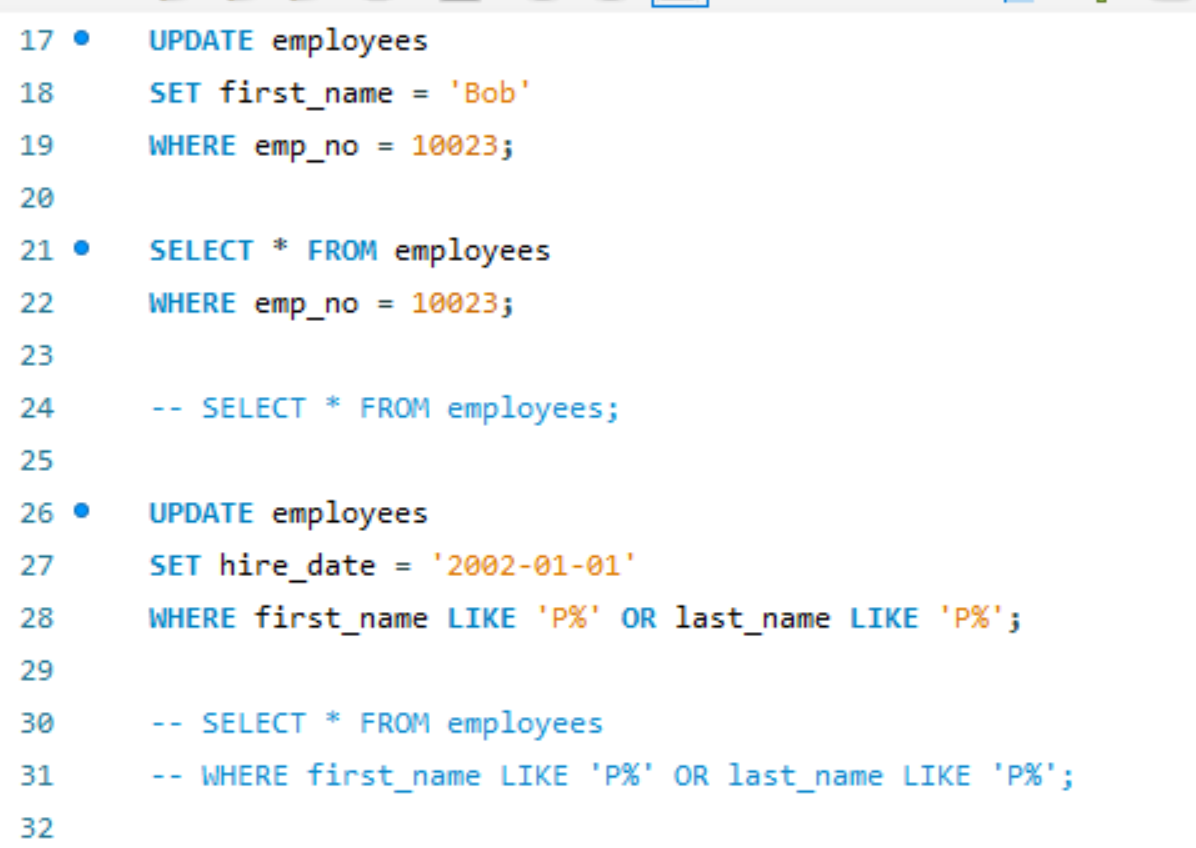 17 UPDATE employees
18 SET first_name = 'Bob'
19 WHERE emp_no = 10023;
20
21 SELECT * FROM employees
22 WHERE emp_no = 10023;
23
24 -- SELECT * FROM employees;
25
26 UPDATE employees
27 SET hire_date = '2002-01-01'
28 WHERE first_name LIKE 'P%' OR last_name LIKE 'P%';
29
30 -- SELECT * FROM employees
31 -- WHERE first_name LIKE 'P%' OR last_name LIKE 'P%';
32